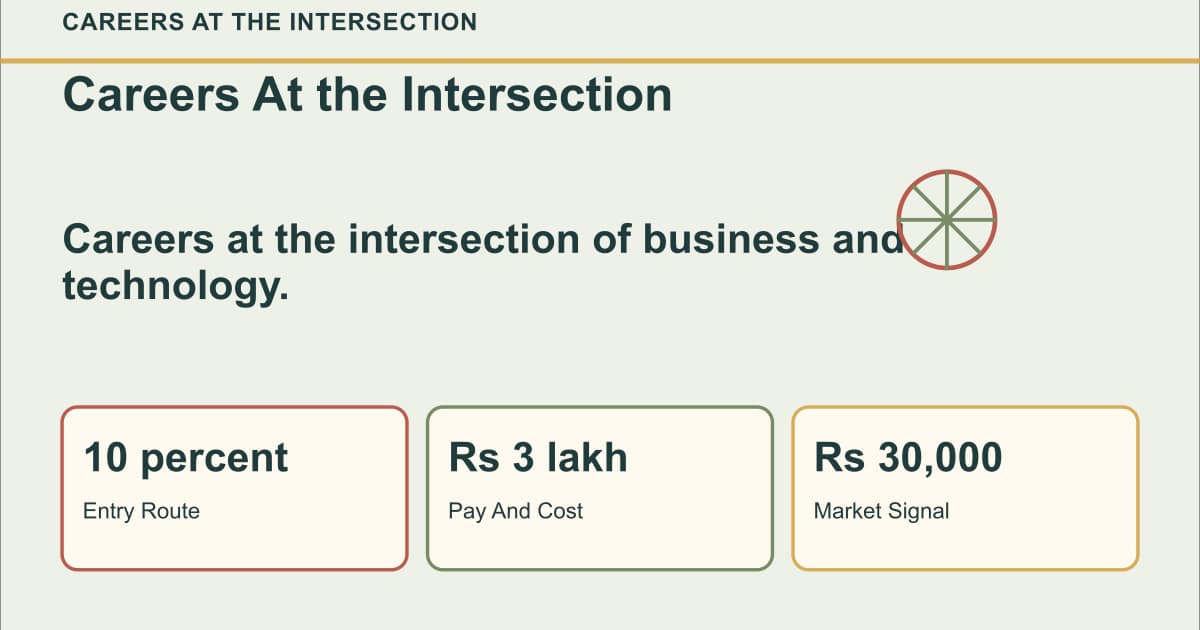 CAREERS AT THE INTERSECTION
Careers At the Intersection
Careers at the intersection of business and
technology.
10 percent
Entry Route
Rs 3 lakh
Pay And Cost
Rs 30,000
Market Signal